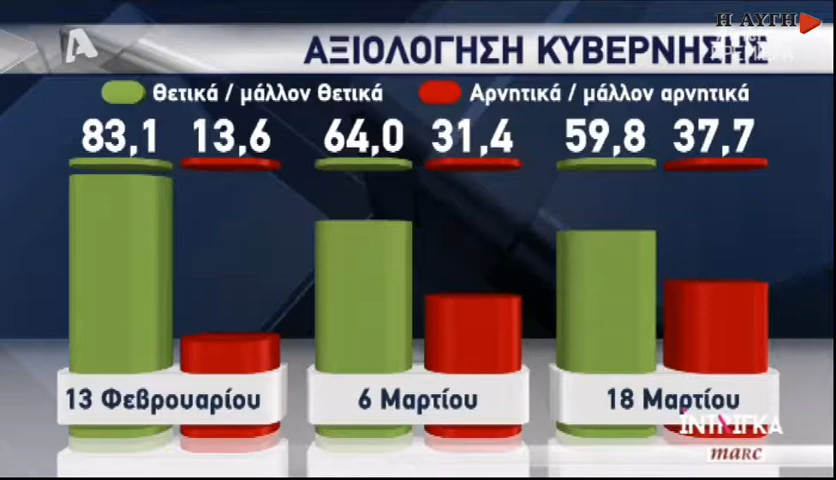 Η ΑΥΓΗ
ΑΞΙΟΛΟΓΗΣΗ ΚΥΒΕΡΝΗΣΗΣ
Θετικά / μάλλον θετικά Αρνητικά / μάλλον αρνητικά
83,1 13,6 64,0 31,4 59,8 37,7
13 Φεβρουαρίου 6 Μαρτίου 18 Μαρτίου
ΙΝΤΡΙΓΚΑ
marc